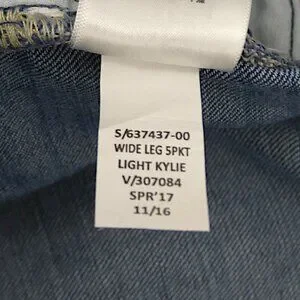 S/637437-00
WIDE LEG 5PKT
LIGHT KYLIE
V/307084
SPR'17
11/16